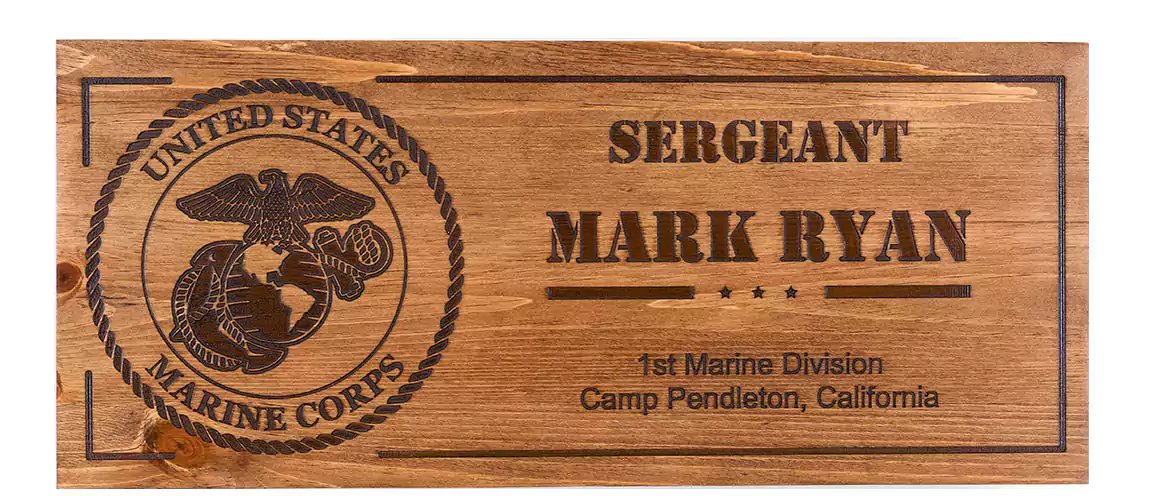 UNITED STATES
MARINE CORPS
SERGEANT
MARK RYAN
1st Marine Division
Camp Pendleton, California